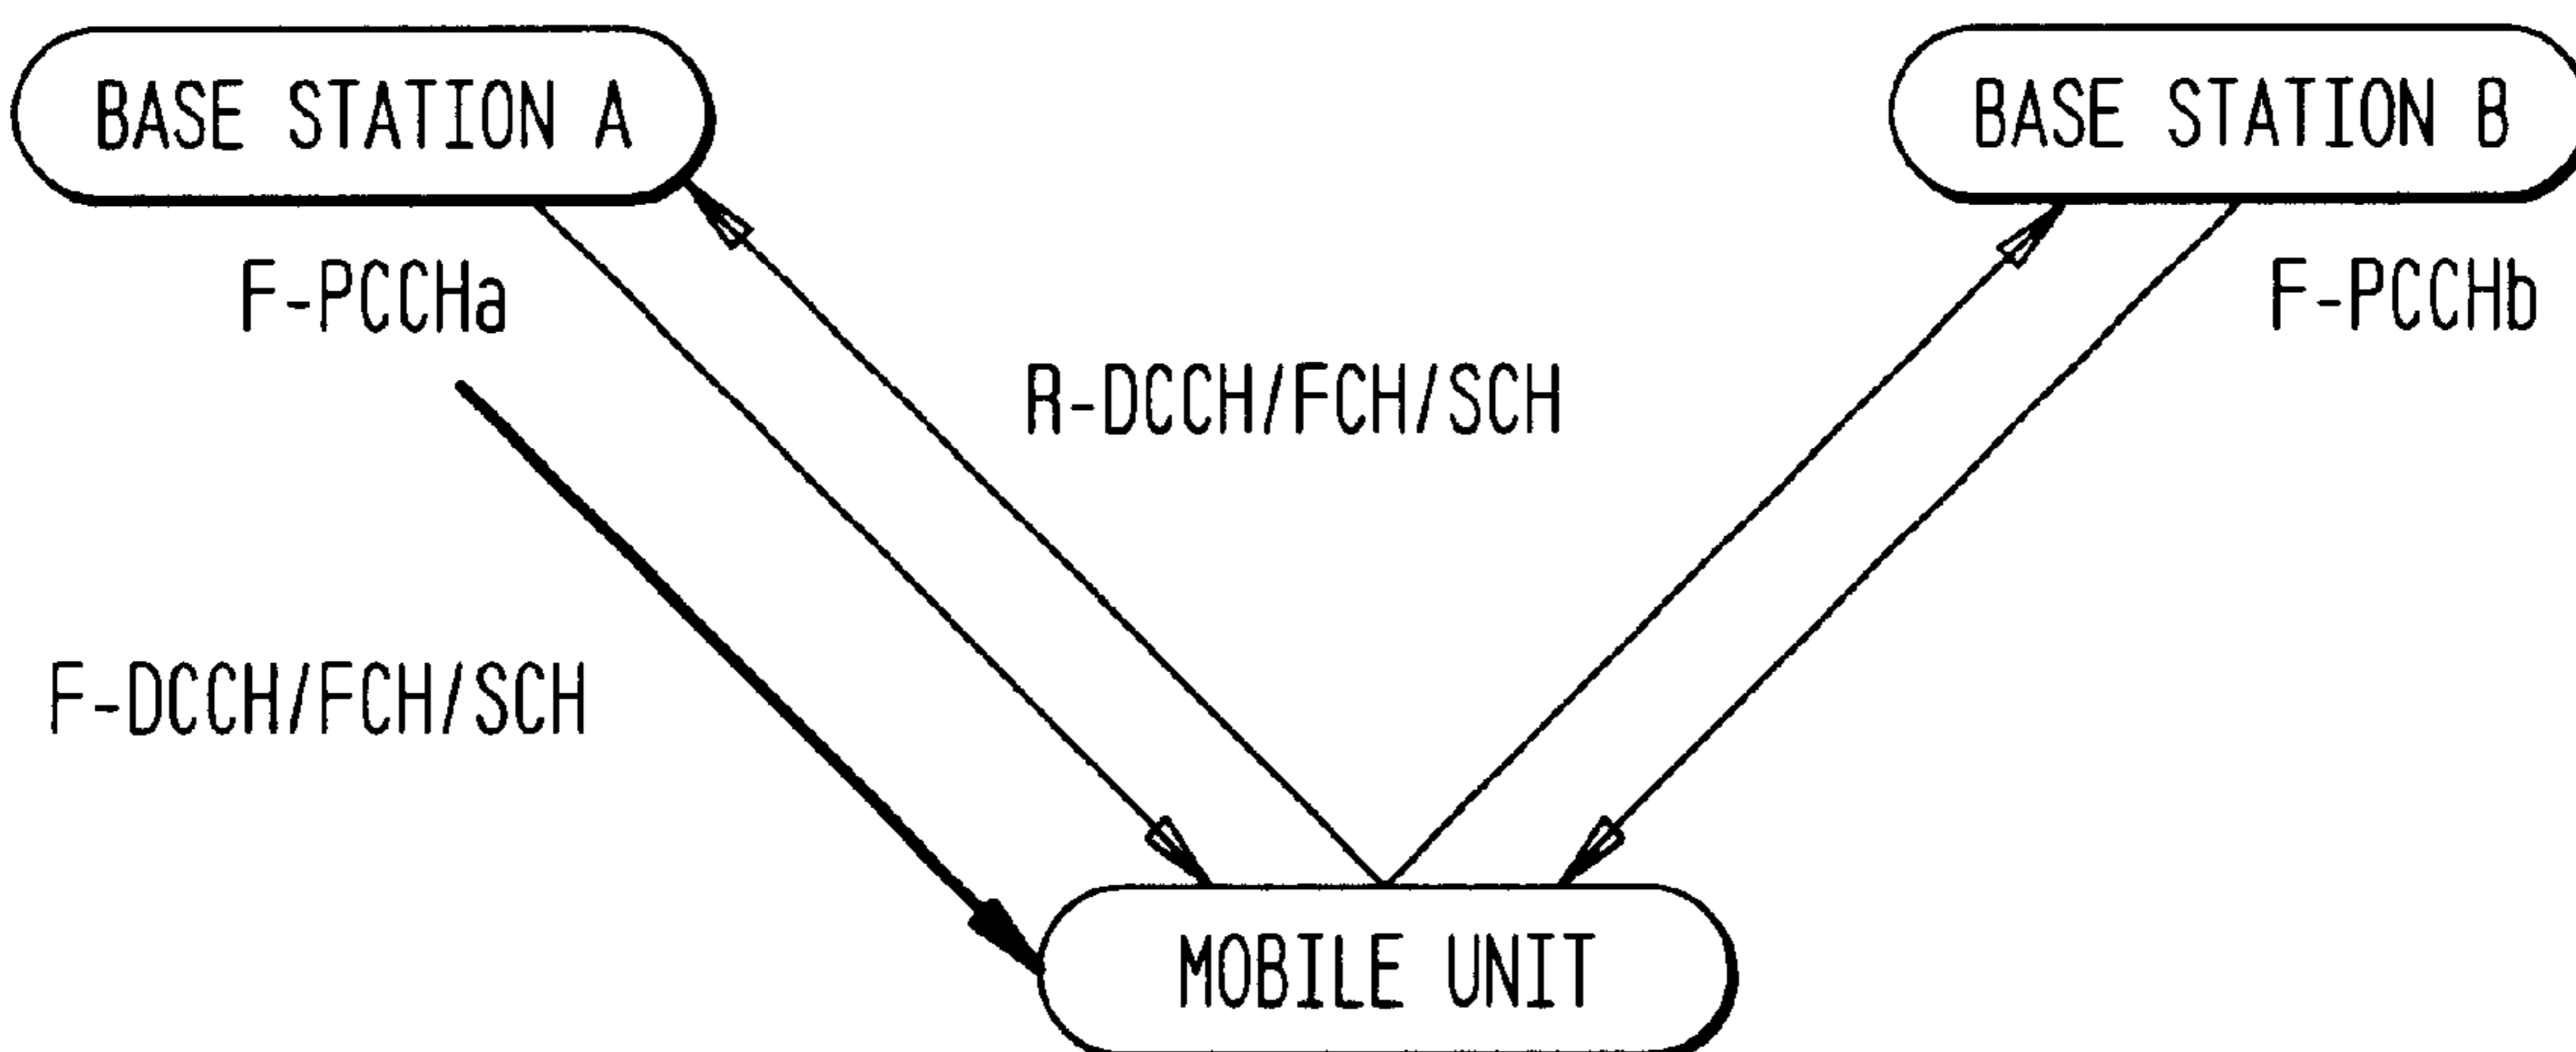 BASE STATION A
BASE STATION B
F-PCCHa
F-PCCHb
R-DCCH/FCH/SCH
F-DCCH/FCH/SCH
MOBILE UNIT